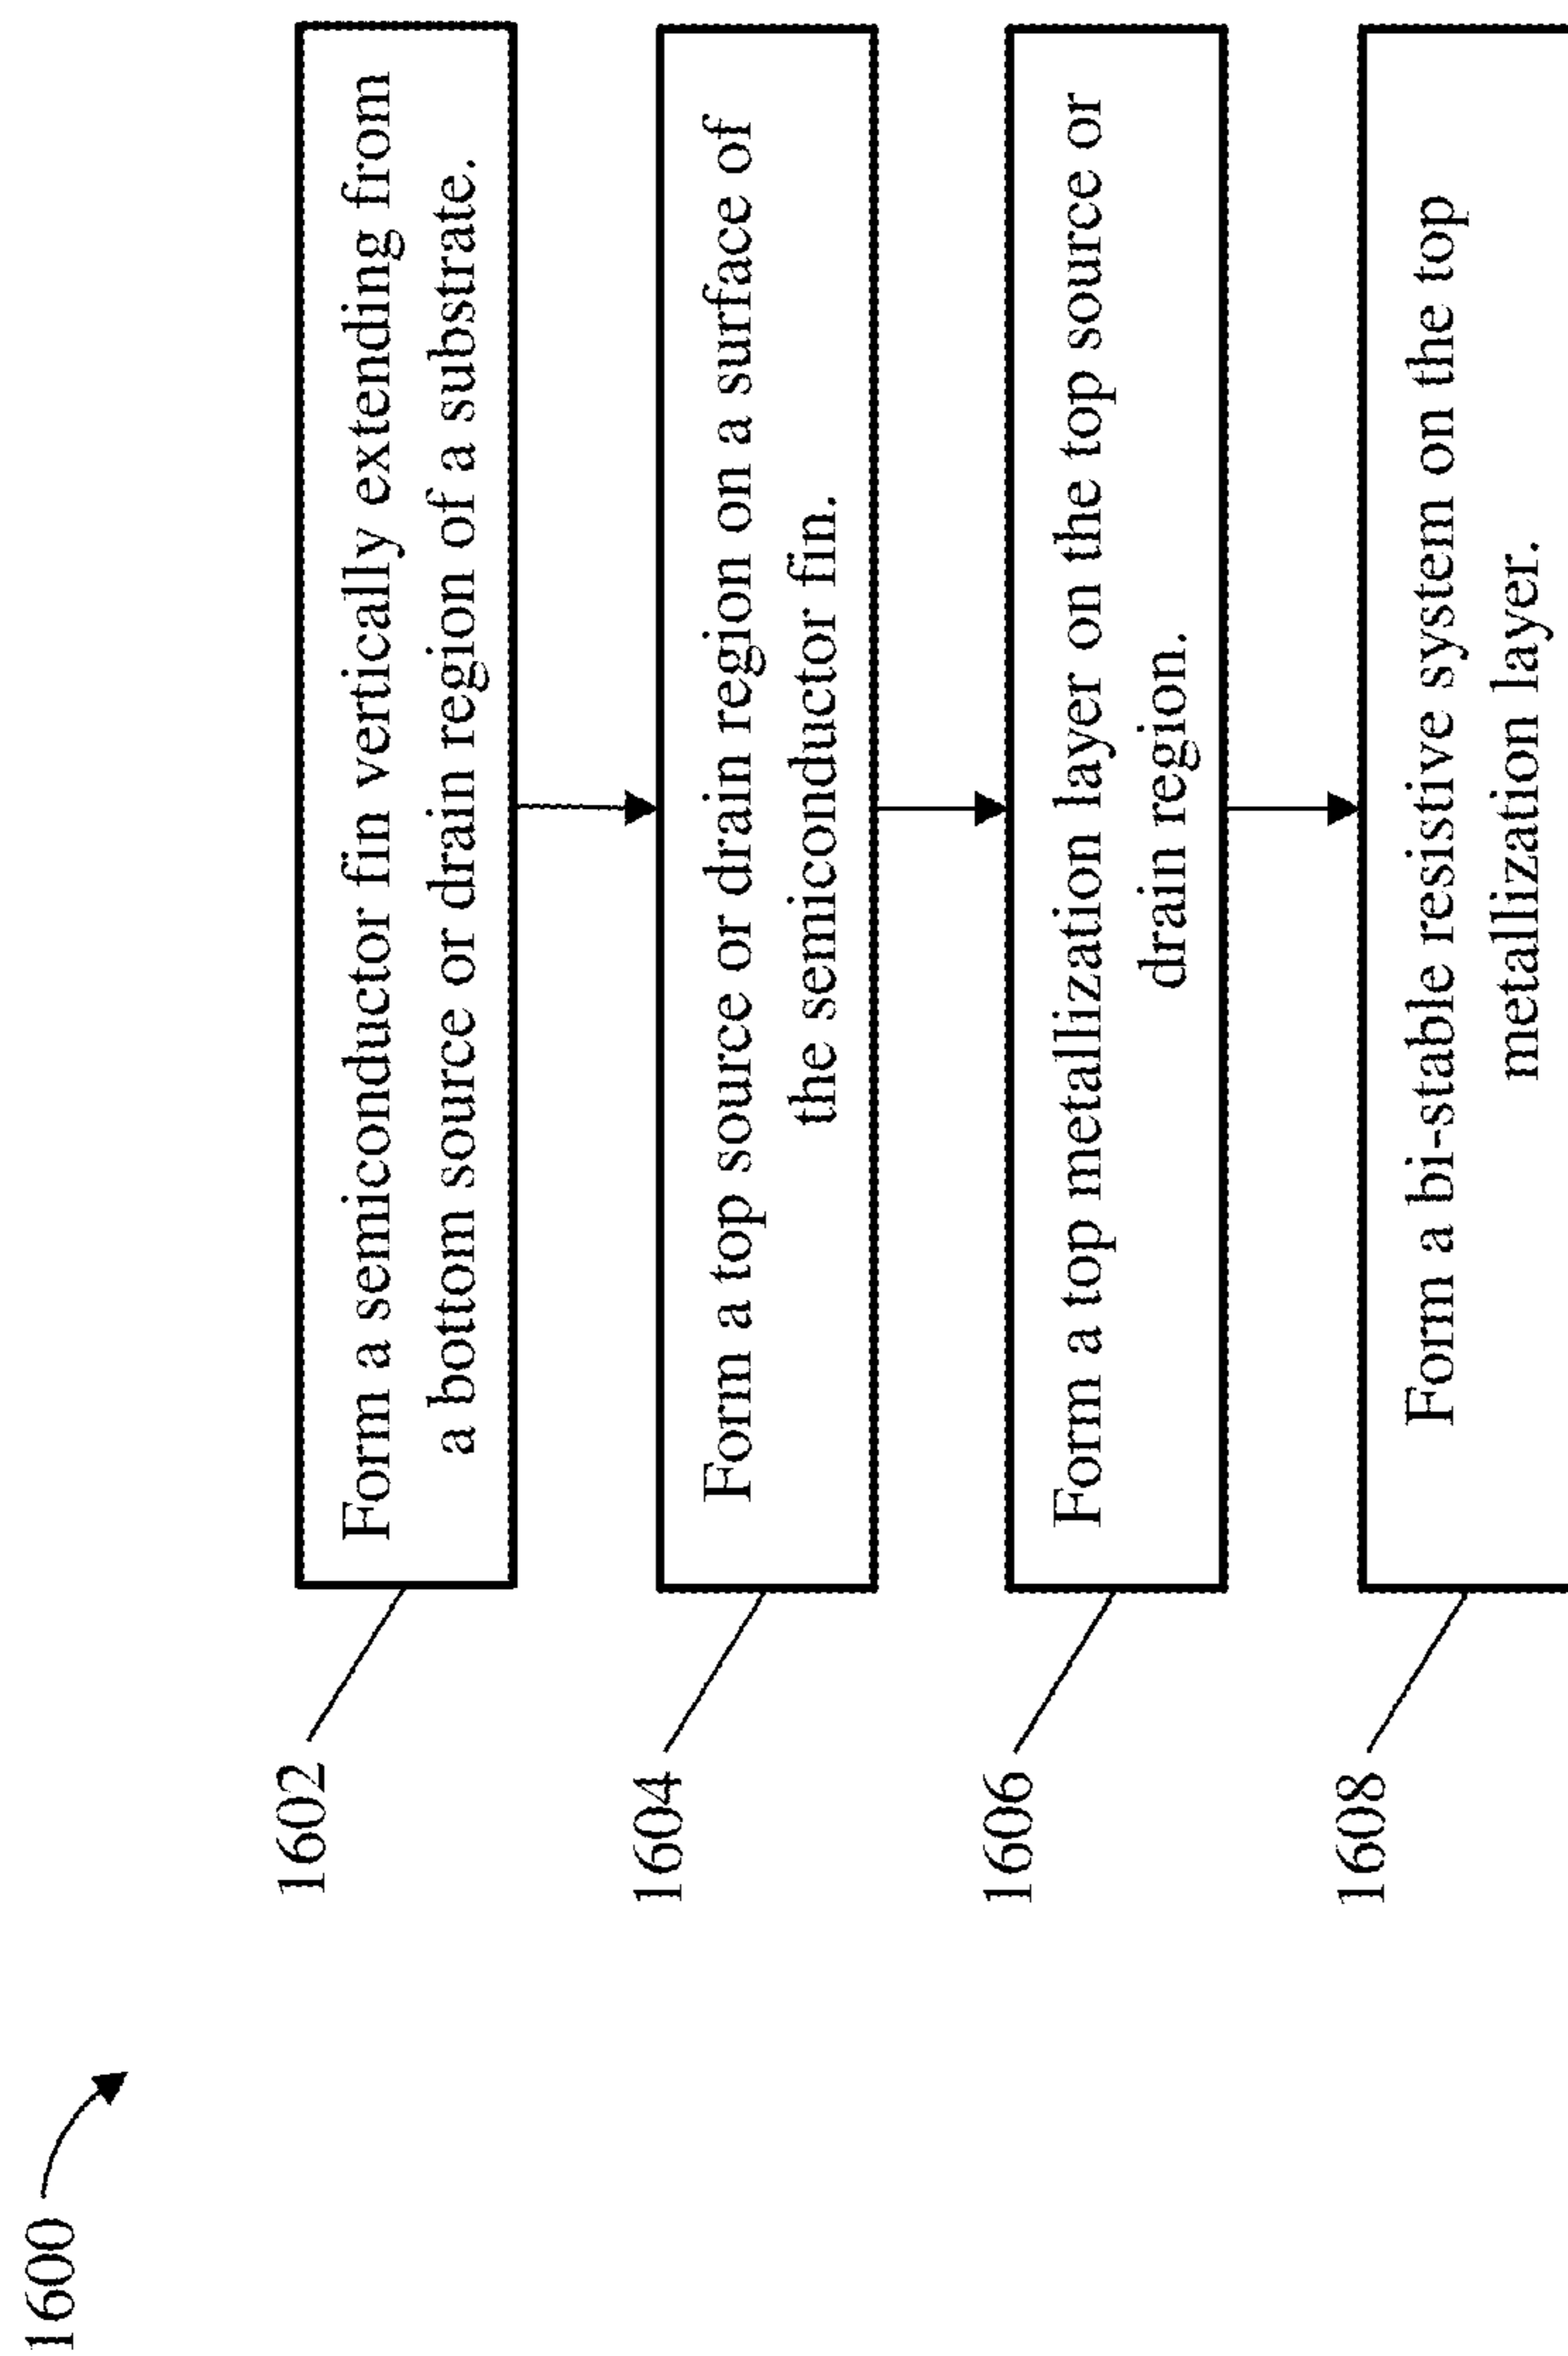 1600
1602
Form a semiconductor fin vertically extending from
a bottom source or drain region of a substrate.
1604
Form a top source or drain region on a surface of
the semiconductor fin.
1606
Form a top metallization layer on the top source or
drain region.
1608
Form a bi-stable resistive system on the top
metallization layer.